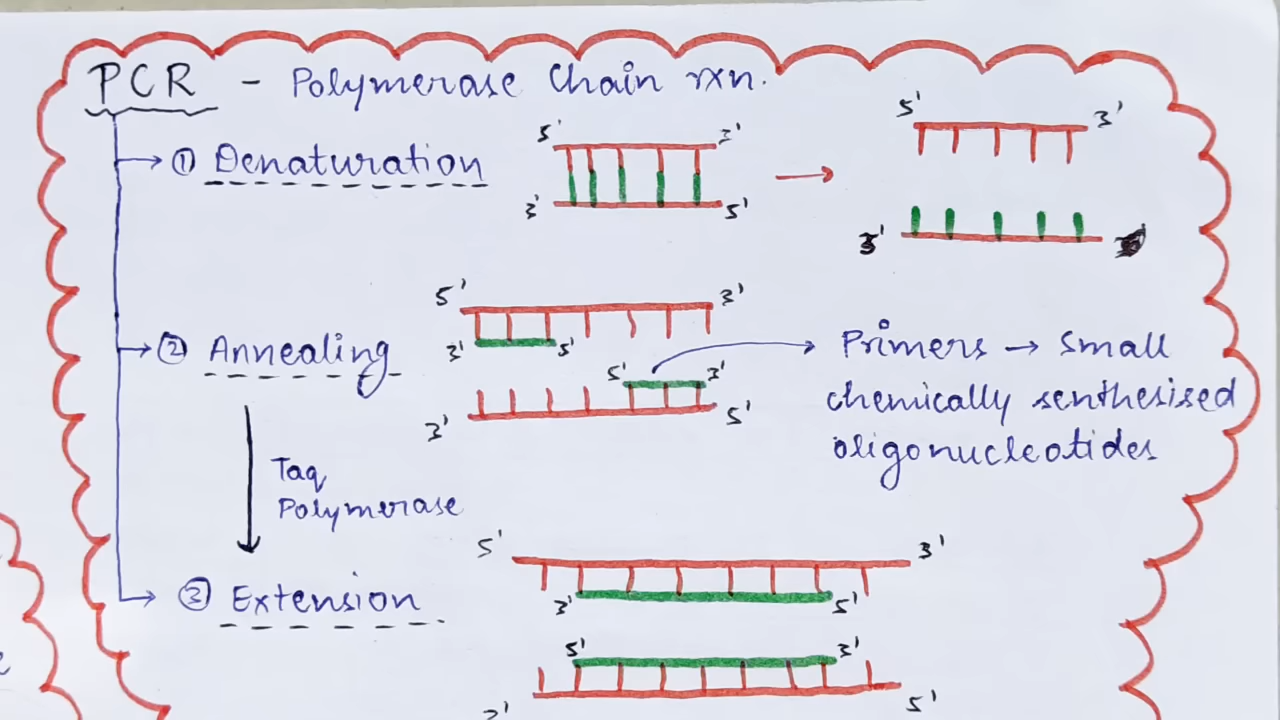 PCR - Polymerase Chain rxn.
① Denaturation
5' 3'
3' 5'
5' 3'
3'
② Annealing
5' 3'
3' 5'
5' 3'
3' 5'
Primers → Small
chemically senthesised
oligonucleotides
Taq
Polymerase
③ Extension
5' 3'
3' 5'
5' 3'
3' 5'